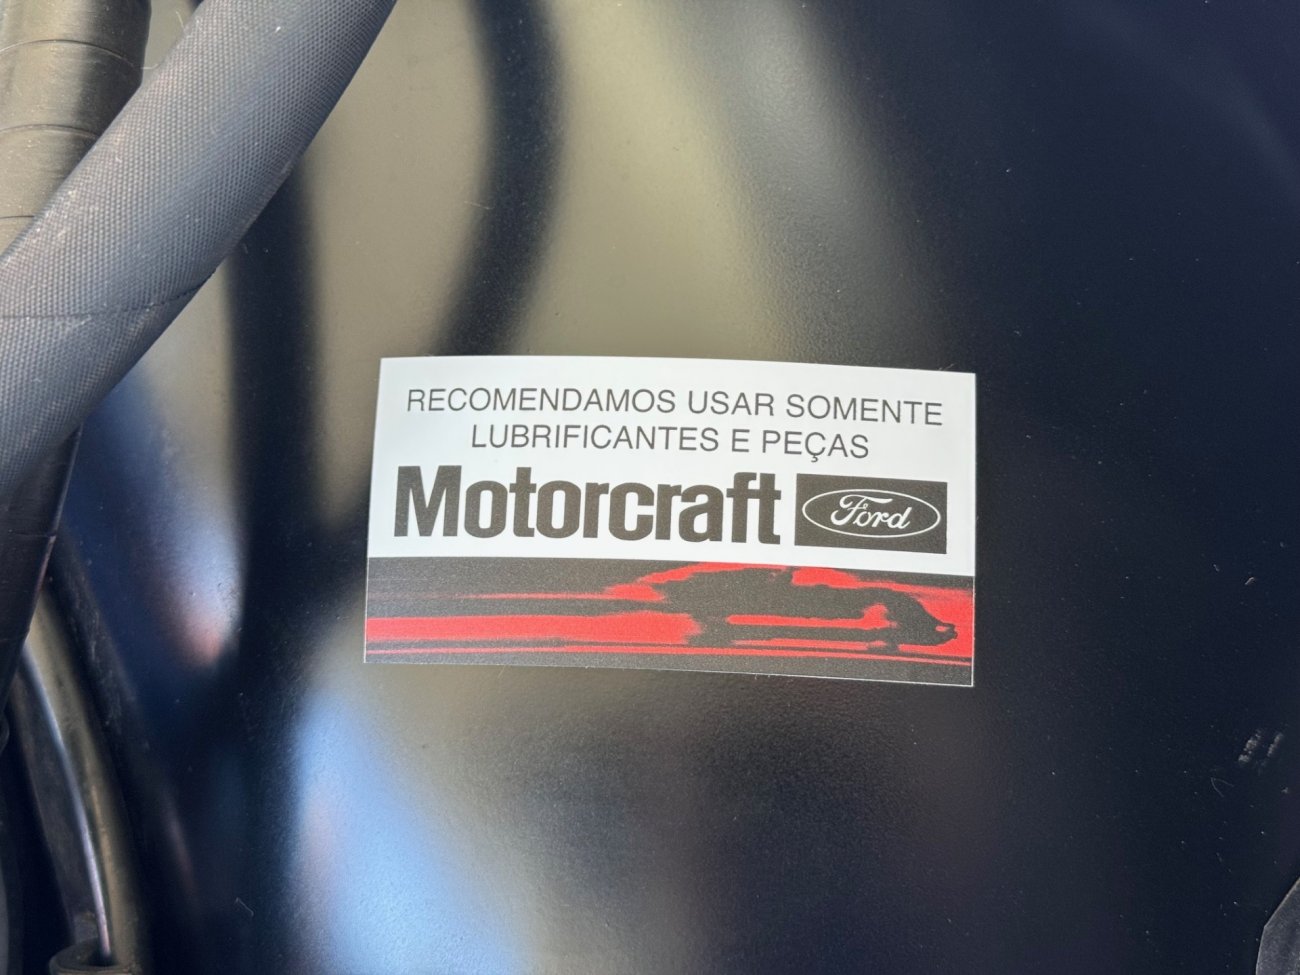 RECOMENDAMOS USAR SOMENTE
LUBRIFICANTES E PEÇAS
Motorcraft Ford